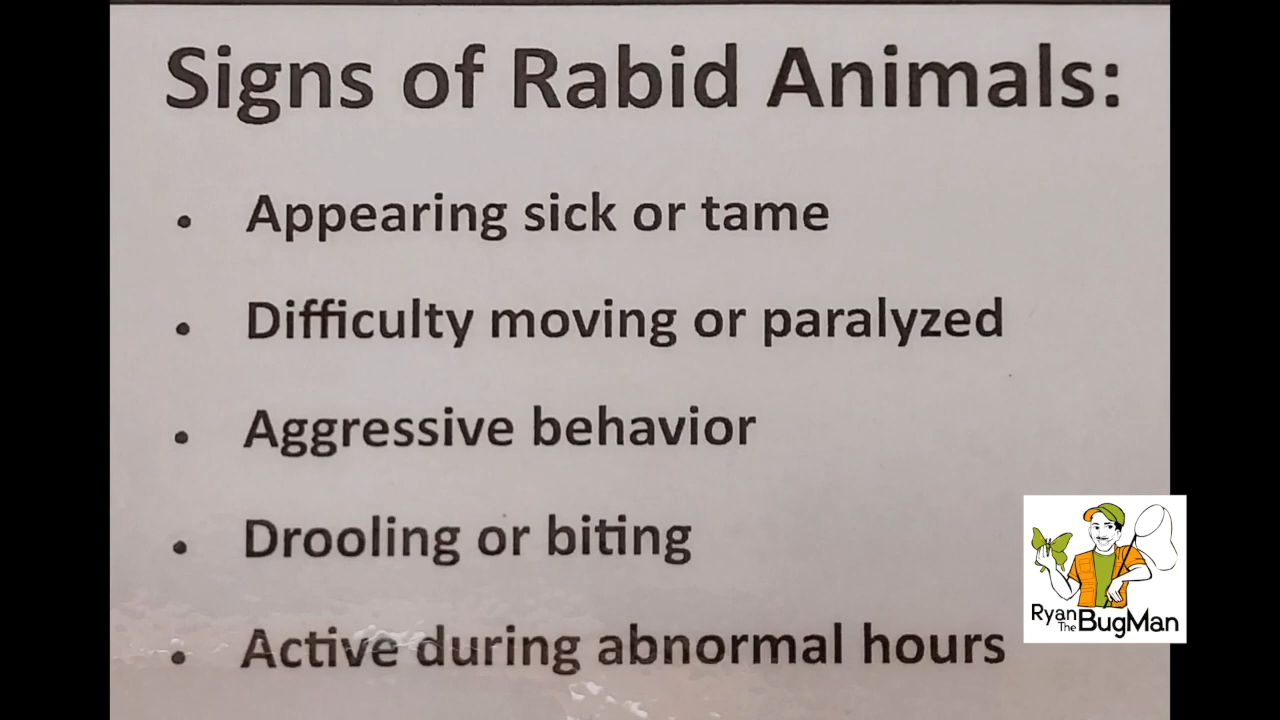 Signs of Rabid Animals:
• Appearing sick or tame
• Difficulty moving or paralyzed
• Aggressive behavior
• Drooling or biting
• Active during abnormal hours
Ryan
The BugMan